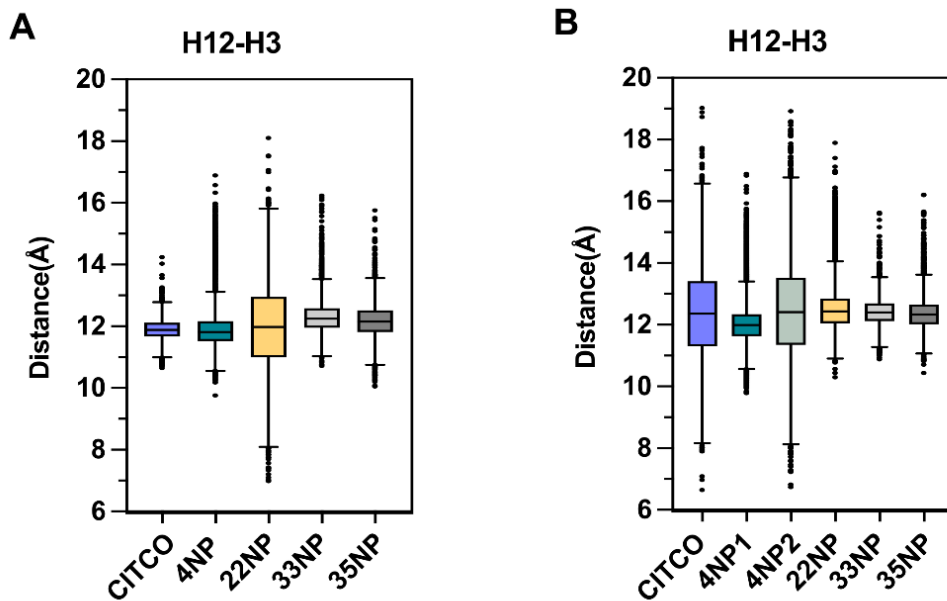 A
H12-H3
Distance(Å)
20
18
16
14
12
10
8
6
CITCO
4NP
22NP
33NP
35NP
B
H12-H3
Distance(Å)
20
18
16
14
12
10
8
6
CITCO
4NP1
4NP2
22NP
33NP
35NP